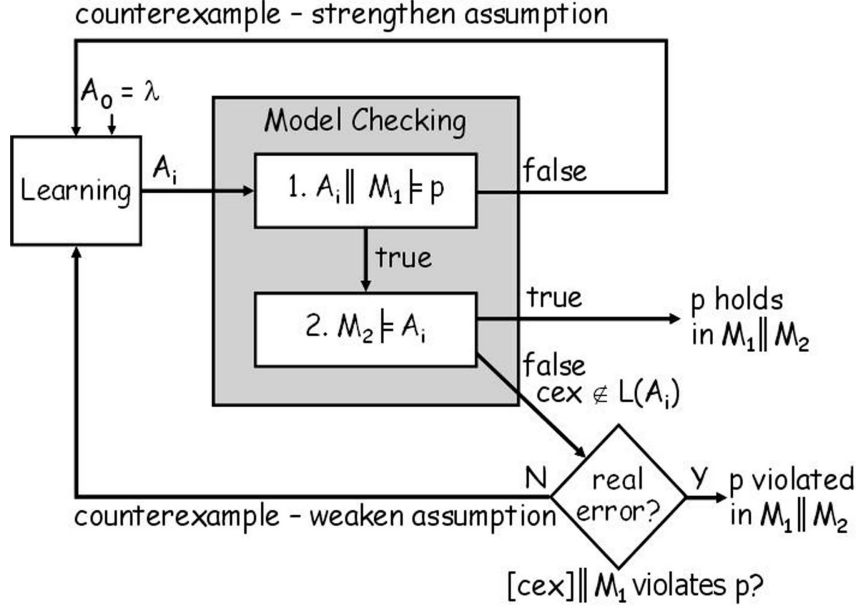 counterexample – strengthen assumption
A₀ = λ
Model Checking
Learning
Aᵢ
1. Aᵢ || M₁ ⊧ p
false
true
2. M₂ ⊧ Aᵢ
true
p holds
in M₁ || M₂
false
cex ∉ L(Aᵢ)
N
real
error?
Y
p violated
in M₁ || M₂
counterexample – weaken assumption
[cex] || M₁ violates p?